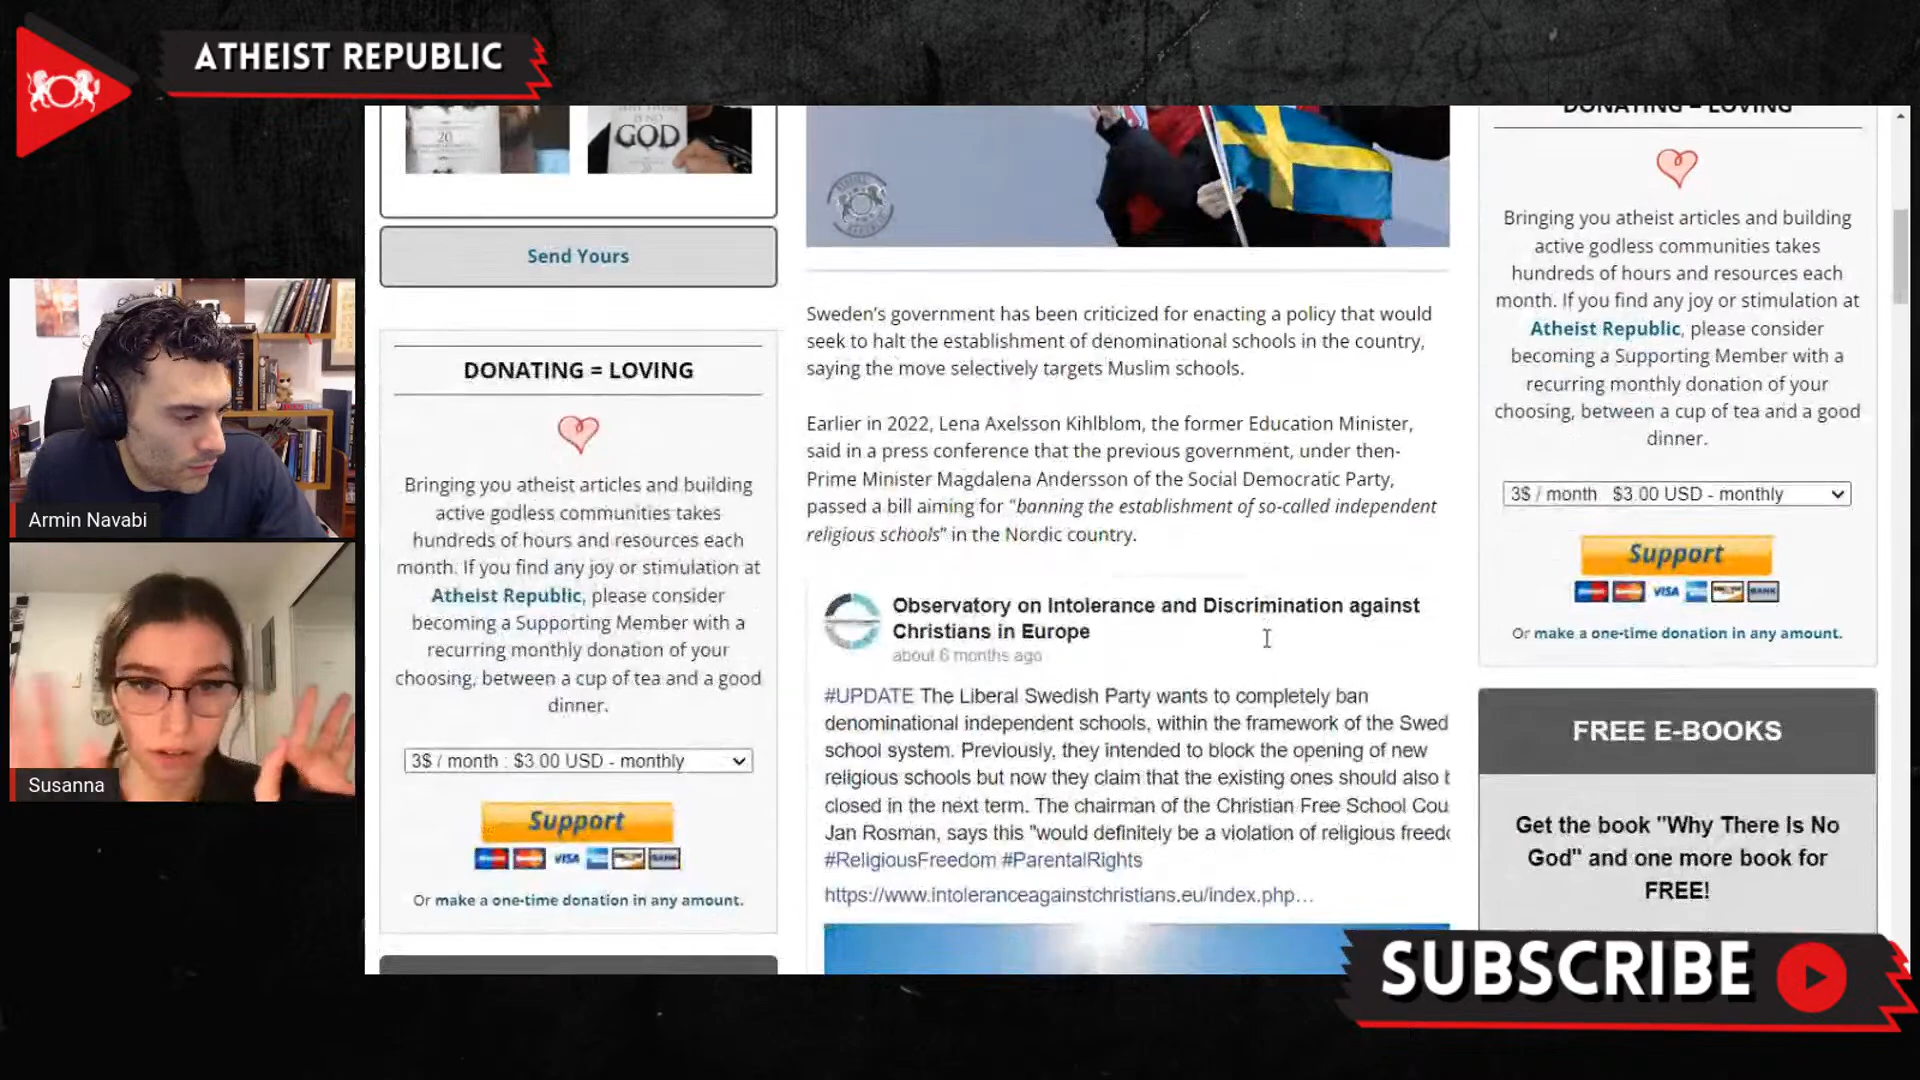 ATHEIST REPUBLIC
20
GOD
Send Yours
DONATING = LOVING
Bringing you atheist articles and building
active godless communities takes
hundreds of hours and resources each
month. If you find any joy or stimulation at
Atheist Republic, please consider
becoming a Supporting Member with a
recurring monthly donation of your
choosing, between a cup of tea and a good
dinner.
3$ / month : $3.00 USD - monthly
Support
VISA
BANK
Or make a one-time donation in any amount.
Sweden's government has been criticized for enacting a policy that would
seek to halt the establishment of denominational schools in the country,
saying the move selectively targets Muslim schools.
Earlier in 2022, Lena Axelsson Kihlblom, the former Education Minister,
said in a press conference that the previous government, under then-
Prime Minister Magdalena Andersson of the Social Democratic Party,
passed a bill aiming for "banning the establishment of so-called independent
religious schools" in the Nordic country.
Observatory on Intolerance and Discrimination against
Christians in Europe
about 6 months ago
#UPDATE The Liberal Swedish Party wants to completely ban
denominational independent schools, within the framework of the Swed
school system. Previously, they intended to block the opening of new
religious schools but now they claim that the existing ones should also b
closed in the next term. The chairman of the Christian Free School Cou
Jan Rosman, says this "would definitely be a violation of religious freed
#ReligiousFreedom #ParentalRights
https://www.intoleranceagainstchristians.eu/index.php…
DONATING = LOVING
Bringing you atheist articles and building
active godless communities takes
hundreds of hours and resources each
month. If you find any joy or stimulation at
Atheist Republic, please consider
becoming a Supporting Member with a
recurring monthly donation of your
choosing, between a cup of tea and a good
dinner.
3$ / month $3.00 USD - monthly
Support
VISA
BANK
Or make a one-time donation in any amount.
FREE E-BOOKS
Get the book "Why There Is No
God" and one more book for
FREE!
Armin Navabi
Susanna
SUBSCRIBE